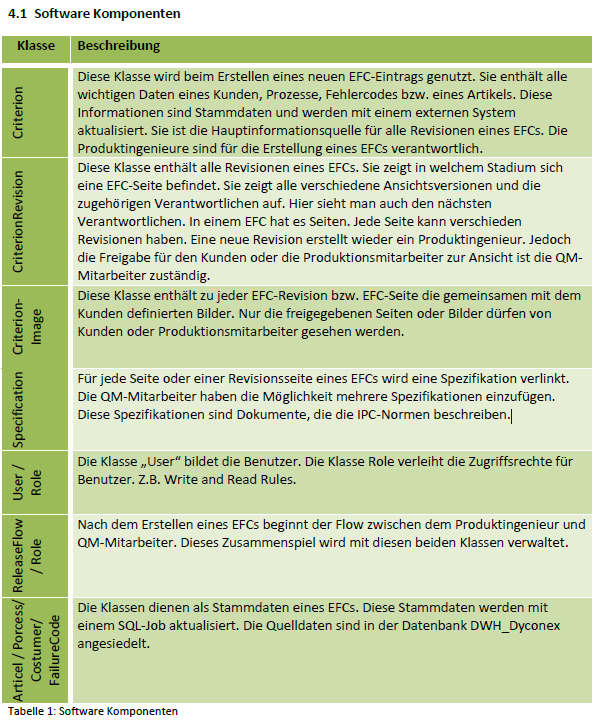 4.1 Software Komponenten
Klasse Beschreibung
Criterion
Diese Klasse wird beim Erstellen eines neuen EFC-Eintrags genutzt. Sie enthält alle
wichtigen Daten eines Kunden, Prozesse, Fehlercodes bzw. eines Artikels. Diese
Informationen sind Stammdaten und werden mit einem externen System
aktualisiert. Sie ist die Hauptinformationsquelle für alle Revisionen eines EFCs. Die
Produktingenieure sind für die Erstellung eines EFCs verantwortlich.
CriterionRevision
Diese Klasse enthält alle Revisionen eines EFCs. Sie zeigt in welchem Stadium sich
eine EFC-Seite befindet. Sie zeigt alle verschiedene Ansichtsversionen und die
zugehörigen Verantwortlichen auf. Hier sieht man auch den nächsten
Verantwortlichen. In einem EFC hat es Seiten. Jede Seite kann verschieden
Revisionen haben. Eine neue Revision erstellt wieder ein Produktingenieur. Jedoch
die Freigabe für den Kunden oder die Produktionsmitarbeiter zur Ansicht ist die QM-
Mitarbeiter zuständig.
Criterion-
Image
Diese Klasse enthält zu jeder EFC-Revision bzw. EFC-Seite die gemeinsamen mit dem
Kunden definierten Bilder. Nur die freigegebenen Seiten oder Bilder dürfen von
Kunden oder Produktionsmitarbeiter gesehen werden.
Specification
Für jede Seite oder einer Revisionsseite eines EFCs wird eine Spezifikation verlinkt.
Die QM-Mitarbeiter haben die Möglichkeit mehrere Spezifikationen einzufügen.
Diese Spezifikationen sind Dokumente, die die IPC-Normen beschreiben.
User /
Role
Die Klasse „User“ bildet die Benutzer. Die Klasse Role verleiht die Zugriffsrechte für
Benutzer. Z.B. Write and Read Rules.
ReleaseFlow
/ Role
Nach dem Erstellen eines EFCs beginnt der Flow zwischen dem Produktingenieur und
QM-Mitarbeiter. Dieses Zusammenspiel wird mit diesen beiden Klassen verwaltet.
Articel / Porcess/
Costumer/
FailureCode
Die Klassen dienen als Stammdaten eines EFCs. Diese Stammdaten werden mit
einem SQL-Job aktualisiert. Die Quelldaten sind in der Datenbank DWH_Dyconex
angesiedelt.
Tabelle 1: Software Komponenten